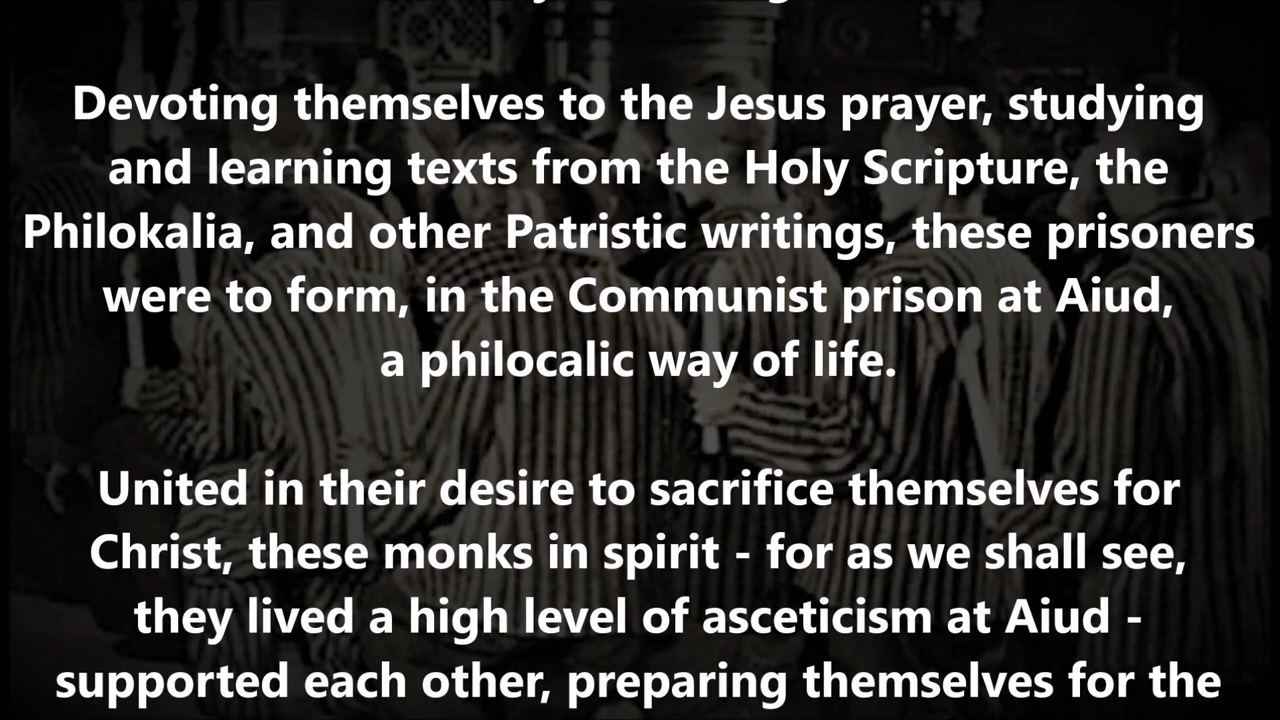 Devoting themselves to the Jesus prayer, studying
and learning texts from the Holy Scripture, the
Philokalia, and other Patristic writings, these prisoners
were to form, in the Communist prison at Aiud,
a philocalic way of life.
United in their desire to sacrifice themselves for
Christ, these monks in spirit - for as we shall see,
they lived a high level of asceticism at Aiud -
supported each other, preparing themselves for the